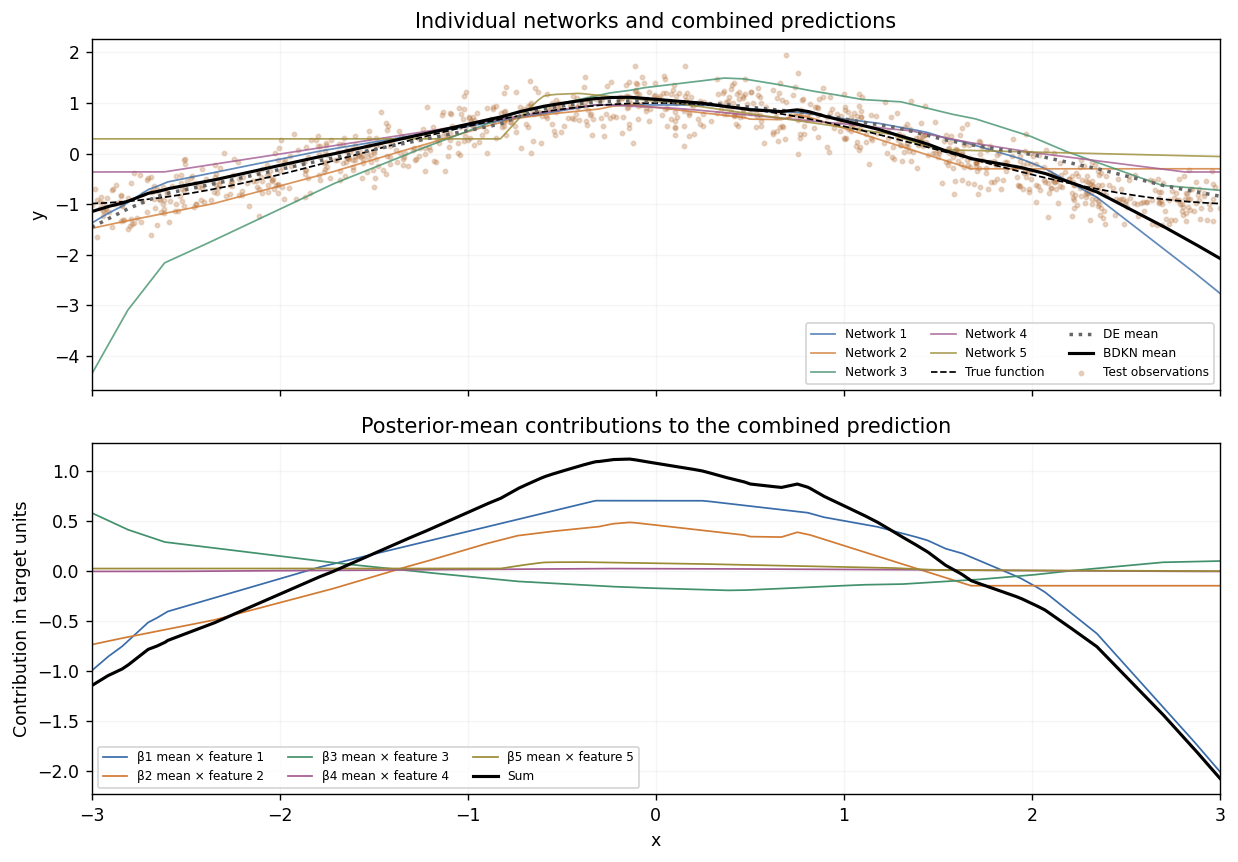 Individual networks and combined predictions
2
1
0
−1
−2
−3
−4
y
Network 1
Network 2
Network 3
Network 4
Network 5
True function
DE mean
BDKN mean
Test observations
Posterior-mean contributions to the combined prediction
1.0
0.5
0.0
−0.5
−1.0
−1.5
−2.0
Contribution in target units
β1 mean × feature 1
β2 mean × feature 2
β3 mean × feature 3
β4 mean × feature 4
β5 mean × feature 5
Sum
−3
−2
−1
0
1
2
3
x